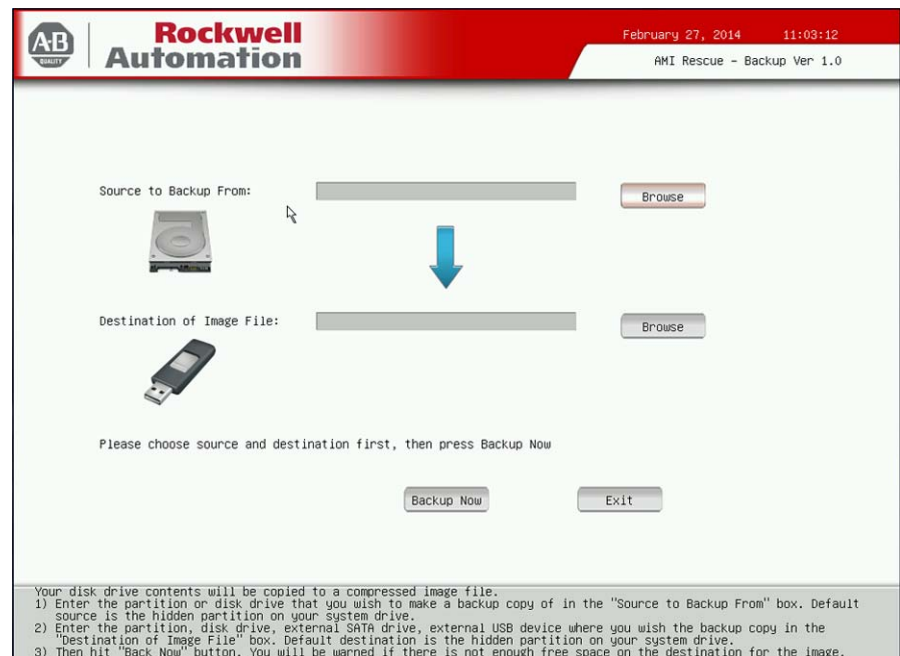 A-B
QUALITY
Rockwell
Automation
February 27, 2014 11:03:12
AMI Rescue - Backup Ver 1.0
Source to Backup From:
Browse
Destination of Image File:
Browse
Please choose source and destination first, then press Backup Now
Backup Now
Exit
Your disk drive contents will be copied to a compressed image file.
1) Enter the partition or disk drive that you wish to make a backup copy of in the "Source to Backup From" box. Default
source is the hidden partition on your system drive.
2) Enter the partition, disk drive, external SATA drive, external USB device where you wish the backup copy in the
"Destination of Image File" box. Default destination is the hidden partition on your system drive.
3) Then hit "Back Now" button. You will be warned if there is not enough free space on the destination for the image.